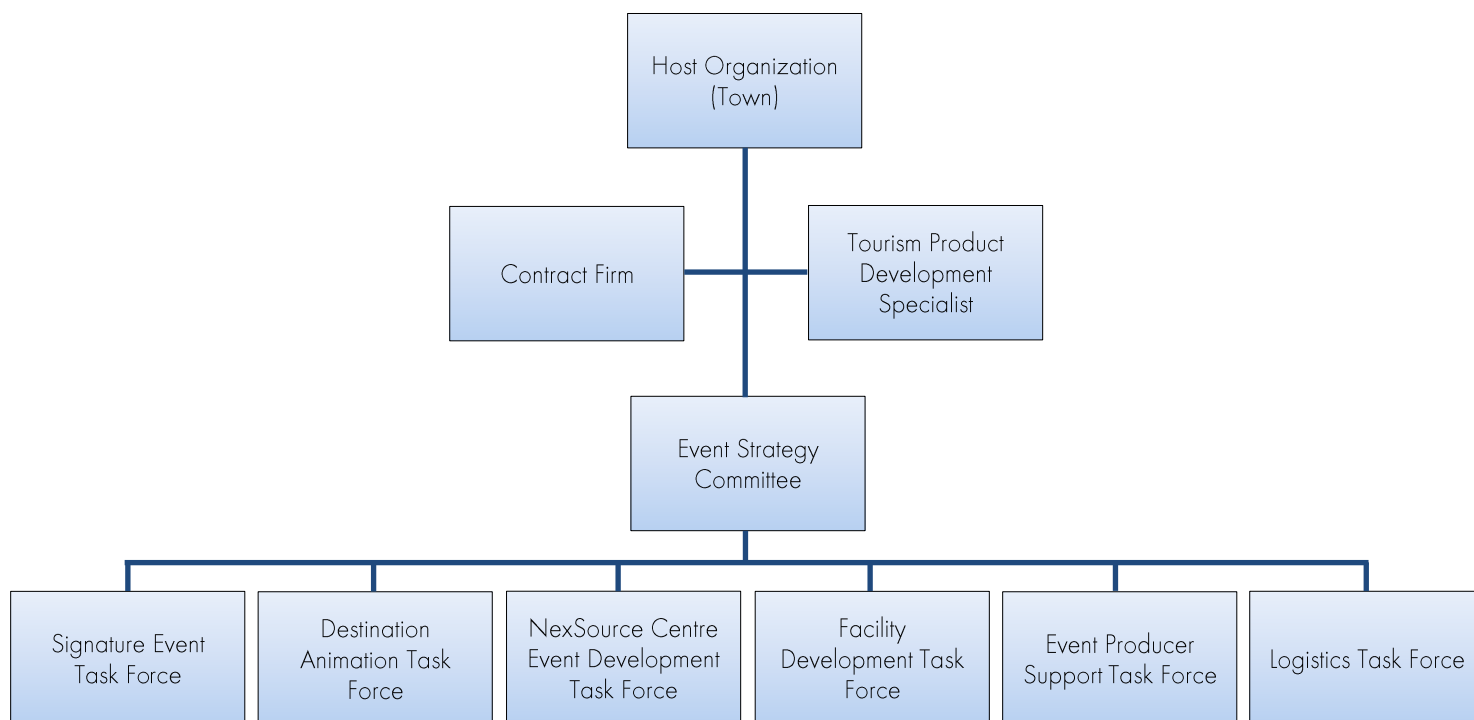 Host Organization
(Town)
Contract Firm
Tourism Product
Development
Specialist
Event Strategy
Committee
Signature Event
Task Force
Destination
Animation Task
Force
NexSource Centre
Event Development
Task Force
Facility
Development Task
Force
Event Producer
Support Task Force
Logistics Task Force